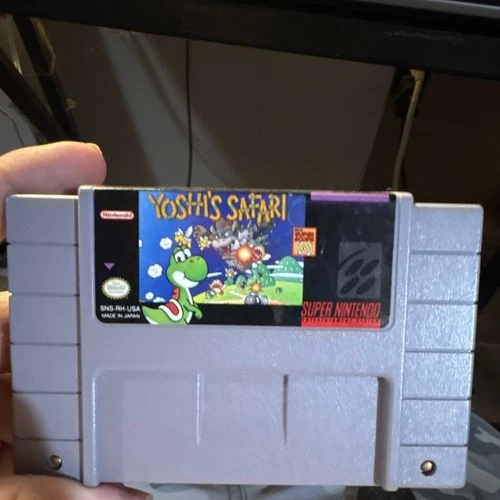 Nintendo
YOSHI'S SAFARI
SNS-RH-USA
MADE IN JAPAN
SUPER NINTENDO